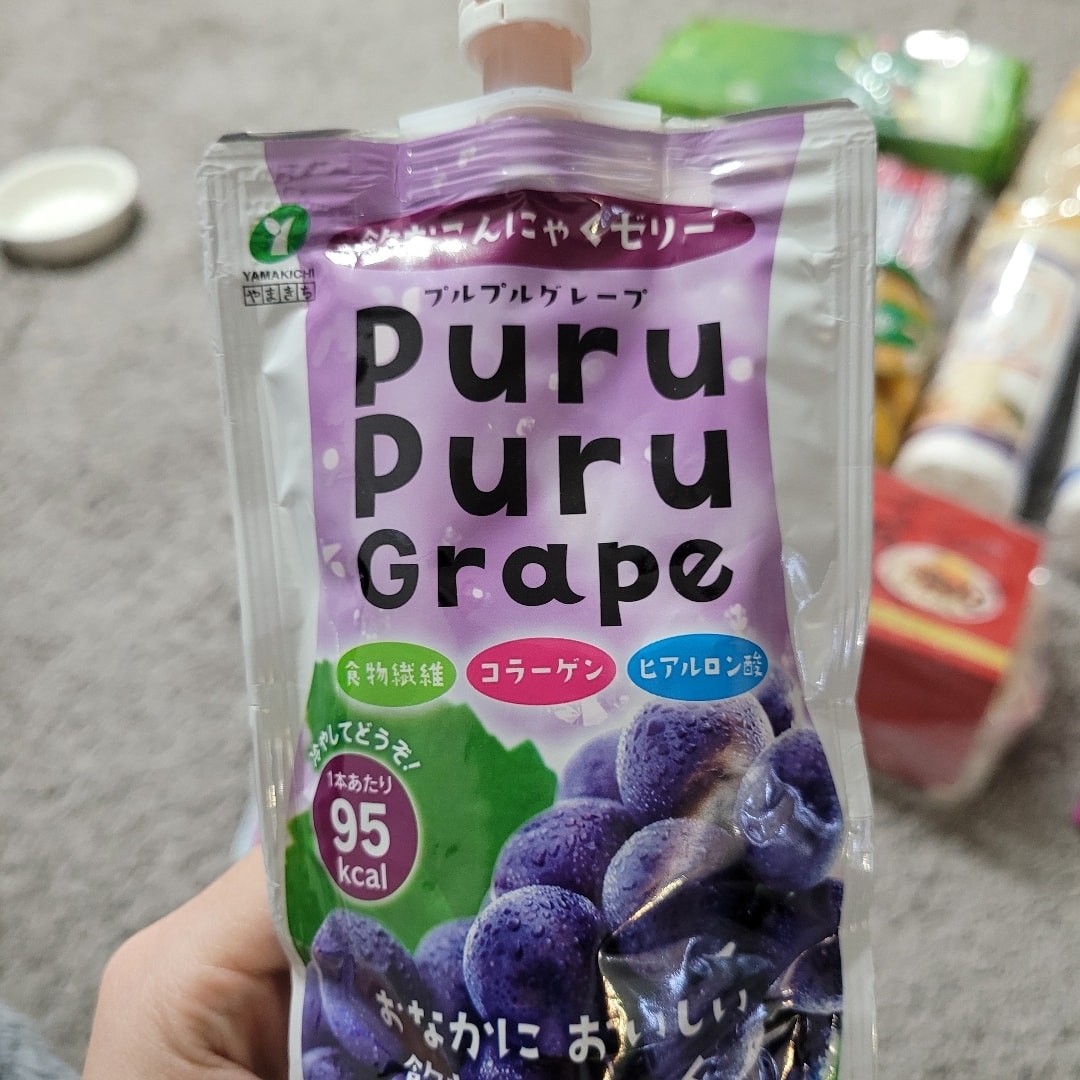 YAMAKICHI
やまきち
飲むこんにゃくゼリー
プルプルグレープ
Puru
Puru
Grape
食物繊維
コラーゲン
ヒアルロン酸
冷やしてどうぞ!
1本あたり
95
kcal
おなかに おいしい